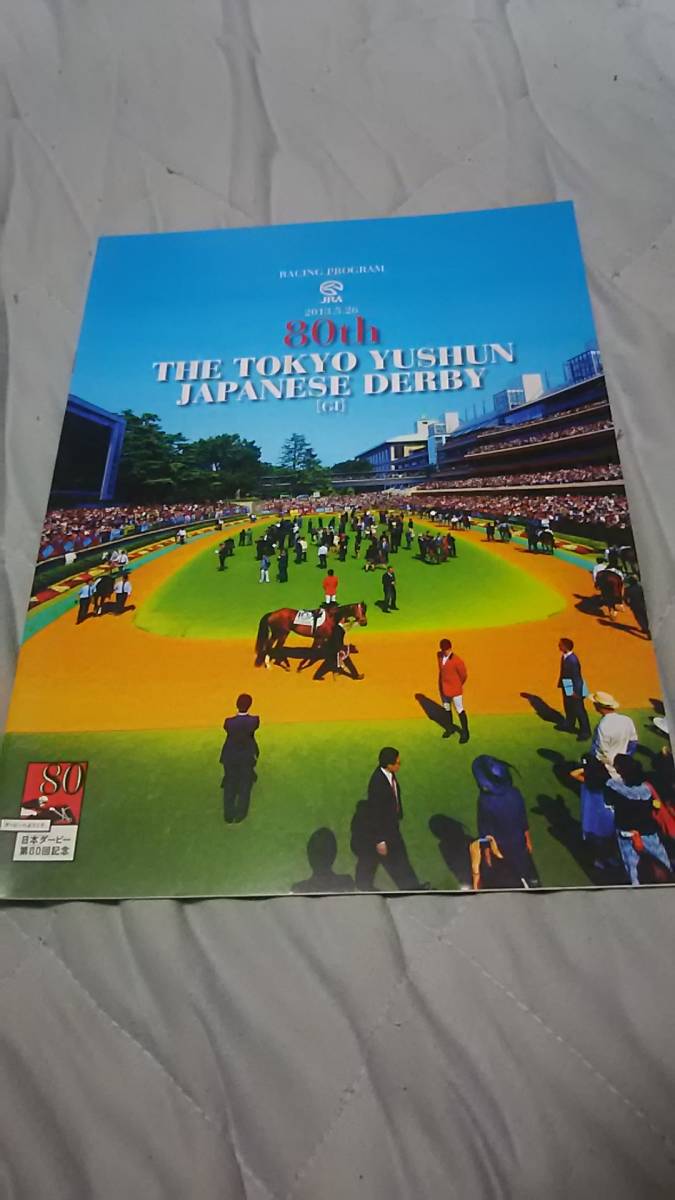 RACING PROGRAM
JRA
2013.5.26
80th
THE TOKYO YUSHUN
JAPANESE DERBY
[GI]
80
日本ダービー
第80回記念